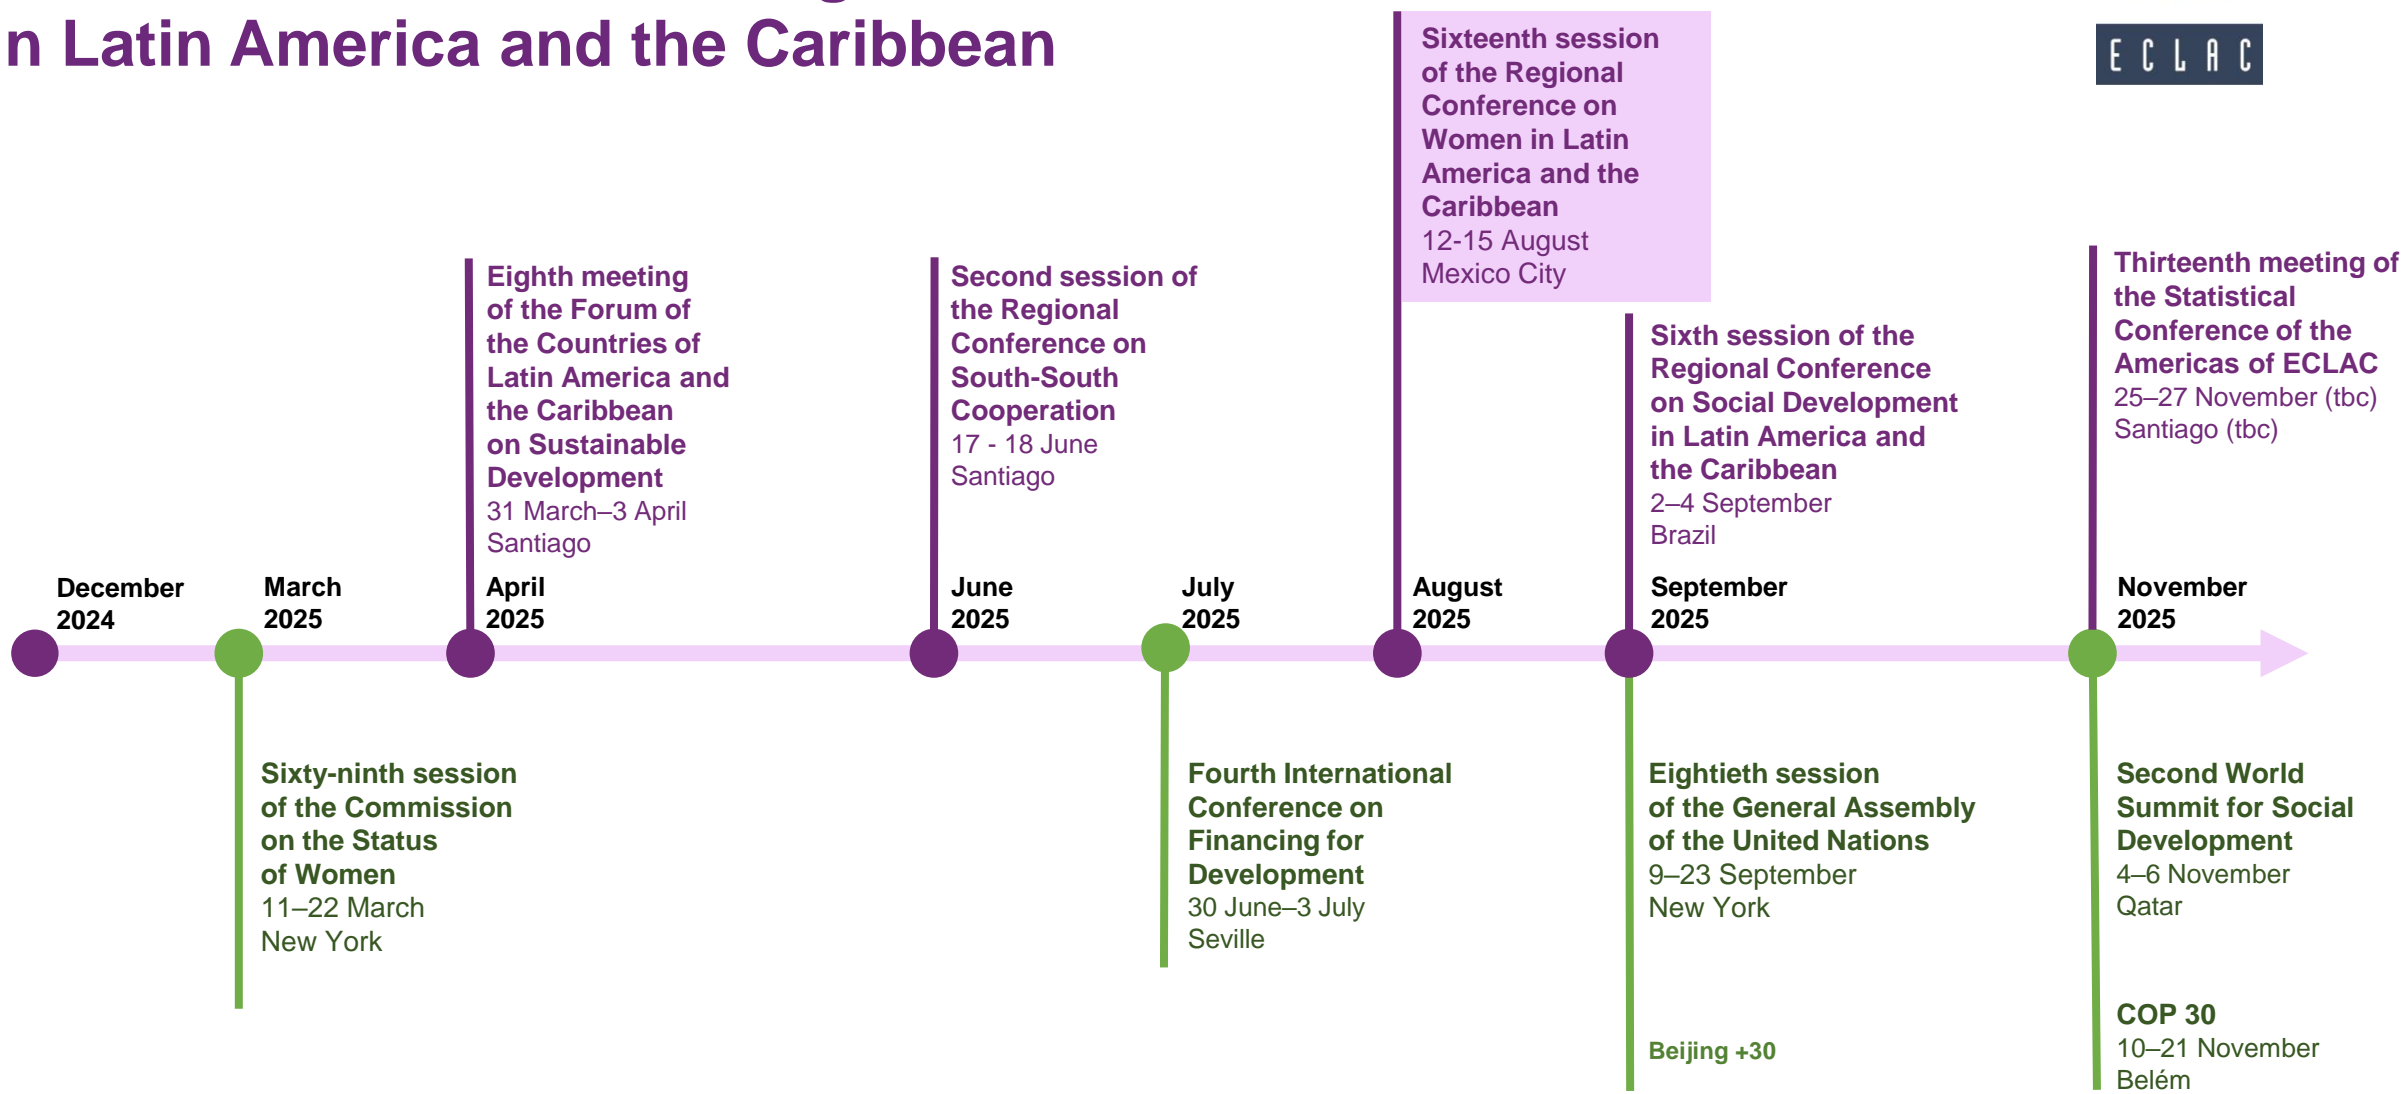 n Latin America and the Caribbean
ECLAC
Sixteenth session
of the Regional
Conference on
Women in Latin
America and the
Caribbean
12-15 August
Mexico City
Eighth meeting
of the Forum of
the Countries of
Latin America and
the Caribbean
on Sustainable
Development
31 March–3 April
Santiago
Second session of
the Regional
Conference on
South-South
Cooperation
17 - 18 June
Santiago
Sixth session of the
Regional Conference
on Social Development
in Latin America and
the Caribbean
2–4 September
Brazil
Thirteenth meeting of
the Statistical
Conference of the
Americas of ECLAC
25–27 November (tbc)
Santiago (tbc)
December
2024
March
2025
April
2025
June
2025
July
2025
August
2025
September
2025
November
2025
Sixty-ninth session
of the Commission
on the Status
of Women
11–22 March
New York
Fourth International
Conference on
Financing for
Development
30 June–3 July
Seville
Eightieth session
of the General Assembly
of the United Nations
9–23 September
New York
Beijing +30
Second World
Summit for Social
Development
4–6 November
Qatar
COP 30
10–21 November
Belém